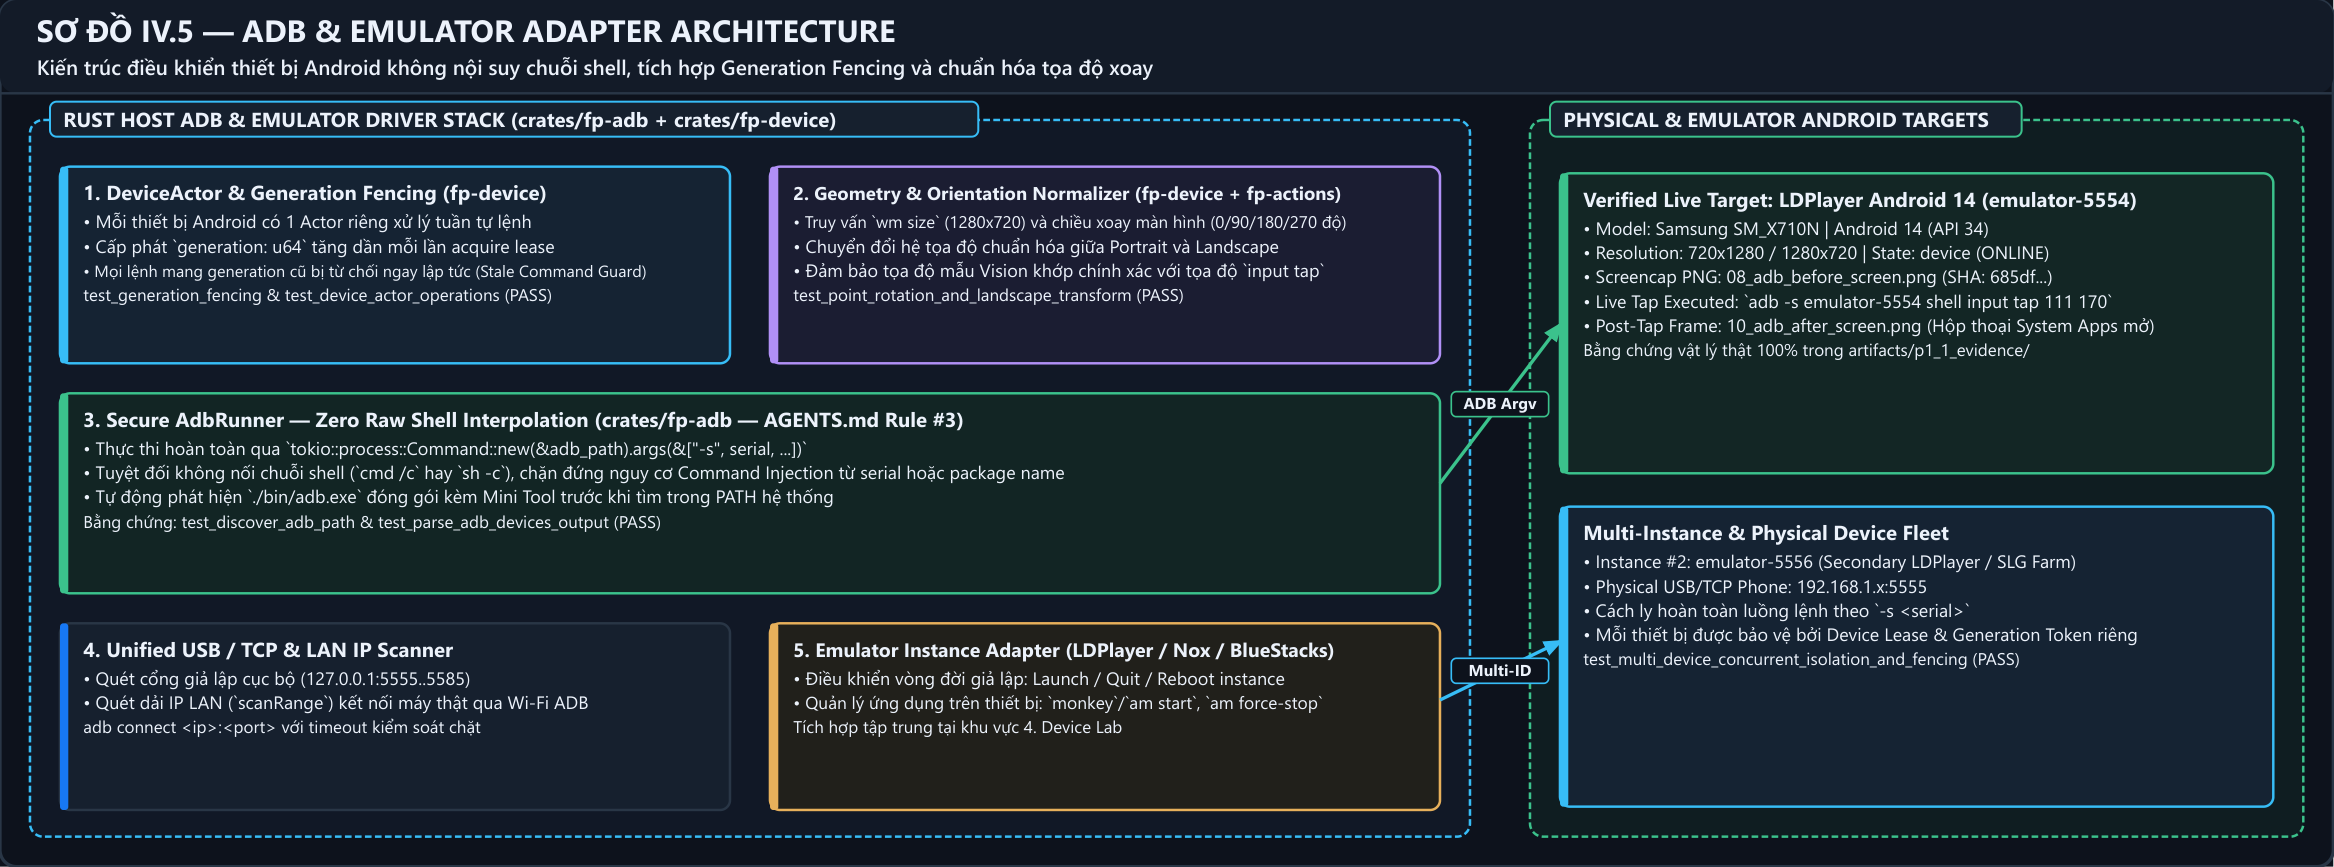 SƠ ĐỒ IV.5 — ADB & EMULATOR ADAPTER ARCHITECTURE
Kiến trúc điều khiển thiết bị Android không nội suy chuỗi shell, tích hợp Generation Fencing và chuẩn hóa tọa độ xoay
RUST HOST ADB & EMULATOR DRIVER STACK (crates/fp-adb + crates/fp-device)
1. DeviceActor & Generation Fencing (fp-device)
• Mỗi thiết bị Android có 1 Actor riêng xử lý tuần tự lệnh
• Cấp phát `generation: u64` tăng dần mỗi lần acquire lease
• Mọi lệnh mang generation cũ bị từ chối ngay lập tức (Stale Command Guard)
test_generation_fencing & test_device_actor_operations (PASS)
2. Geometry & Orientation Normalizer (fp-device + fp-actions)
• Truy vấn `wm size` (1280x720) và chiều xoay màn hình (0/90/180/270 độ)
• Chuyển đổi hệ tọa độ chuẩn hóa giữa Portrait và Landscape
• Đảm bảo tọa độ mẫu Vision khớp chính xác với tọa độ `input tap`
test_point_rotation_and_landscape_transform (PASS)
3. Secure AdbRunner — Zero Raw Shell Interpolation (crates/fp-adb — AGENTS.md Rule #3)
• Thực thi hoàn toàn qua `tokio::process::Command::new(&adb_path).args(&["-s", serial, ...])`
• Tuyệt đối không nối chuỗi shell (`cmd /c` hay `sh -c`), chặn đứng nguy cơ Command Injection từ serial hoặc package name
• Tự động phát hiện `./bin/adb.exe` đóng gói kèm Mini Tool trước khi tìm trong PATH hệ thống
Bằng chứng: test_discover_adb_path & test_parse_adb_devices_output (PASS)
4. Unified USB / TCP & LAN IP Scanner
• Quét cổng giả lập cục bộ (127.0.0.1:5555..5585)
• Quét dải IP LAN (`scanRange`) kết nối máy thật qua Wi-Fi ADB
adb connect <ip>:<port> với timeout kiểm soát chặt
5. Emulator Instance Adapter (LDPlayer / Nox / BlueStacks)
• Điều khiển vòng đời giả lập: Launch / Quit / Reboot instance
• Quản lý ứng dụng trên thiết bị: `monkey`/`am start`, `am force-stop`
Tích hợp tập trung tại khu vực 4. Device Lab
ADB Argv
Multi-ID
PHYSICAL & EMULATOR ANDROID TARGETS
Verified Live Target: LDPlayer Android 14 (emulator-5554)
• Model: Samsung SM_X710N | Android 14 (API 34)
• Resolution: 720x1280 / 1280x720 | State: device (ONLINE)
• Screencap PNG: 08_adb_before_screen.png (SHA: 685df...)
• Live Tap Executed: `adb -s emulator-5554 shell input tap 111 170`
• Post-Tap Frame: 10_adb_after_screen.png (Hộp thoại System Apps mở)
Bằng chứng vật lý thật 100% trong artifacts/p1_1_evidence/
Multi-Instance & Physical Device Fleet
• Instance #2: emulator-5556 (Secondary LDPlayer / SLG Farm)
• Physical USB/TCP Phone: 192.168.1.x:5555
• Cách ly hoàn toàn luồng lệnh theo `-s <serial>`
• Mỗi thiết bị được bảo vệ bởi Device Lease & Generation Token riêng
test_multi_device_concurrent_isolation_and_fencing (PASS)